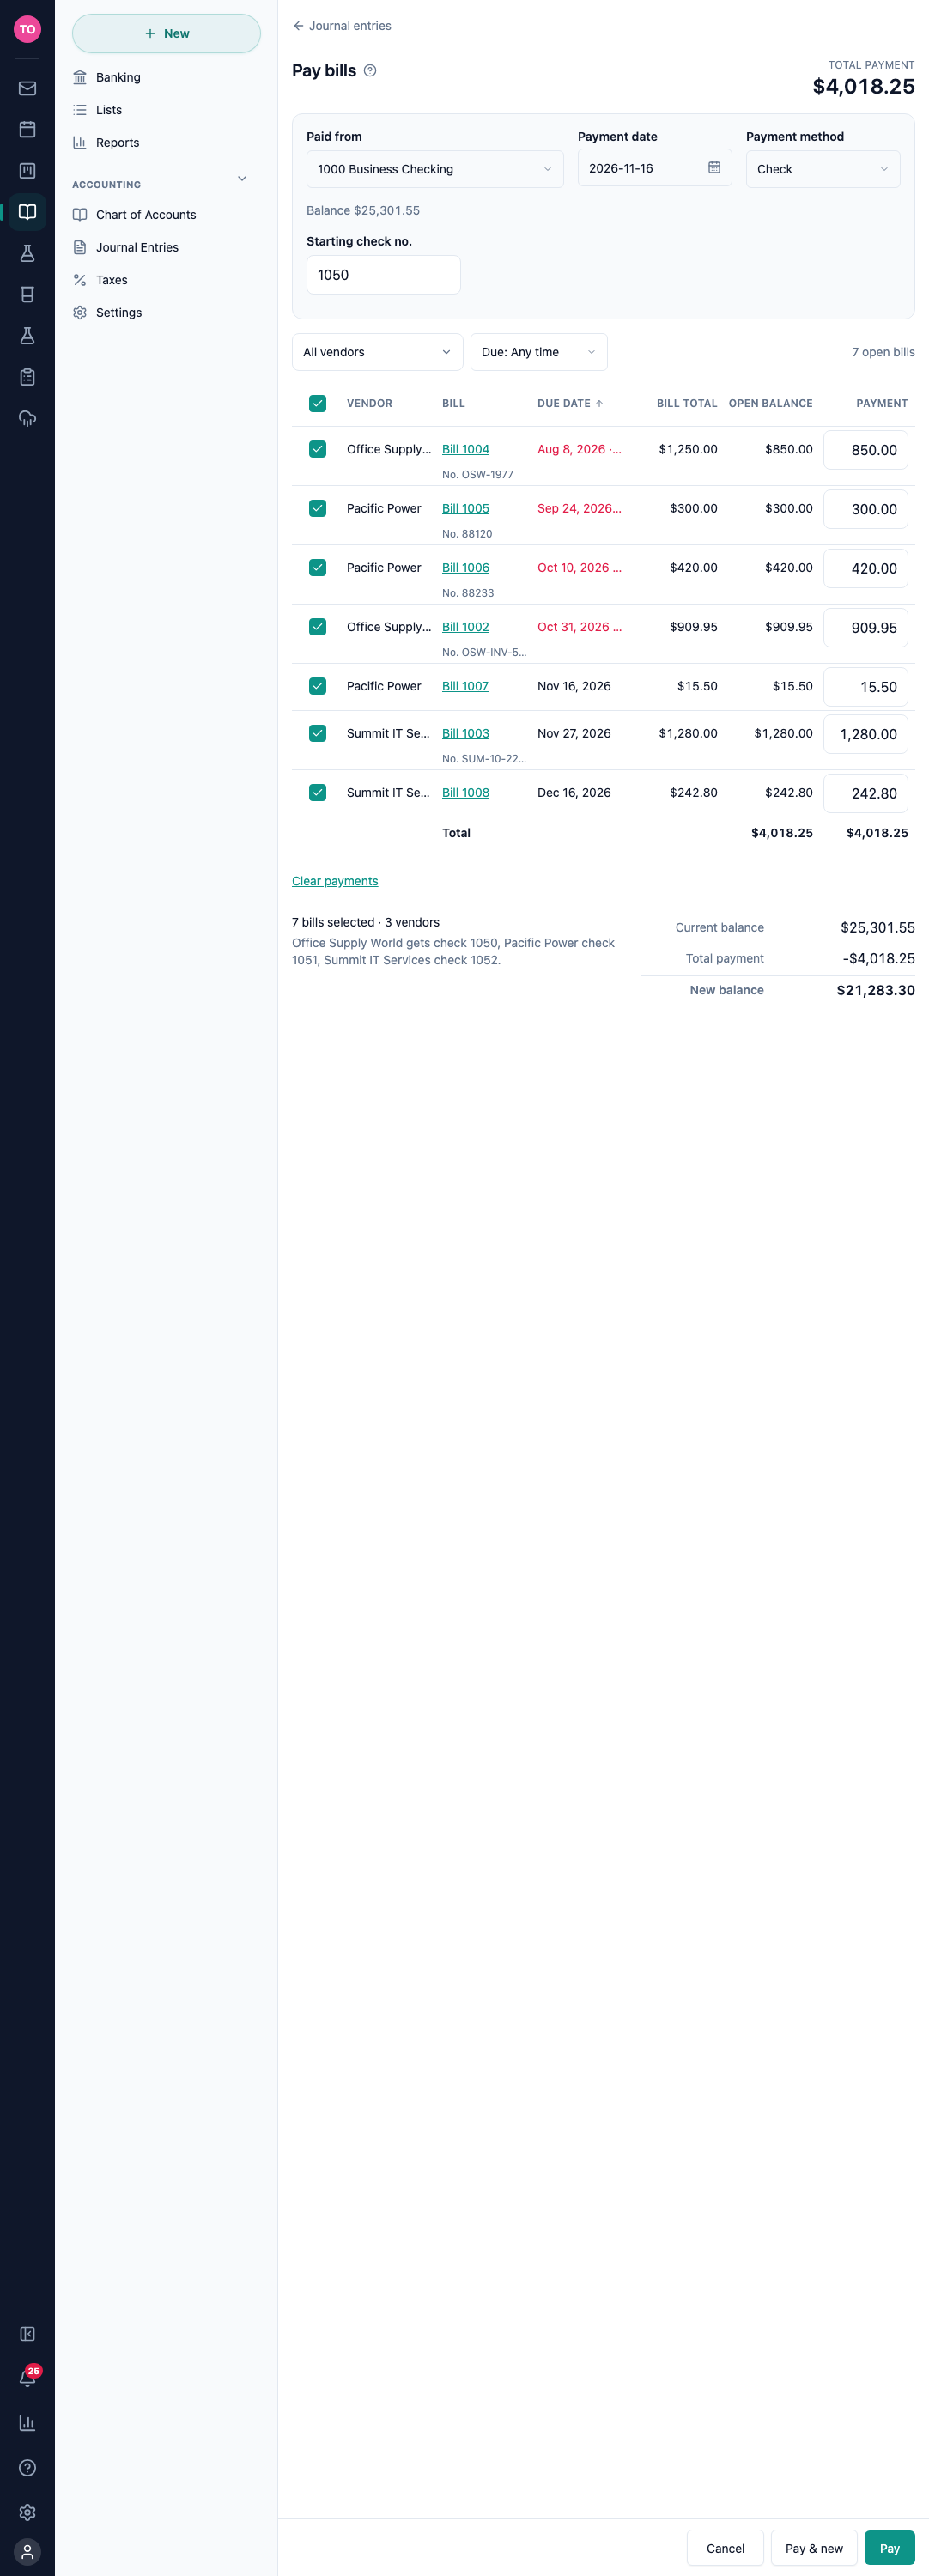 TO
New
Banking
Lists
Reports
ACCOUNTING
Chart of Accounts
Journal Entries
Taxes
Settings
25
Journal entries
Pay bills
TOTAL PAYMENT
$4,018.25
Paid from
Payment date
Payment method
1000 Business Checking
2026-11-16
Check
Balance $25,301.55
Starting check no.
1050
All vendors
Due: Any time
7 open bills
VENDOR BILL DUE DATE BILL TOTAL OPEN BALANCE PAYMENT
Office Supply... Bill 1004 Aug 8, 2026 ·... $1,250.00 $850.00 850.00
No. OSW-1977
Pacific Power Bill 1005 Sep 24, 2026... $300.00 $300.00 300.00
No. 88120
Pacific Power Bill 1006 Oct 10, 2026 ... $420.00 $420.00 420.00
No. 88233
Office Supply... Bill 1002 Oct 31, 2026 ... $909.95 $909.95 909.95
No. OSW-INV-5...
Pacific Power Bill 1007 Nov 16, 2026 $15.50 $15.50 15.50
Summit IT Se... Bill 1003 Nov 27, 2026 $1,280.00 $1,280.00 1,280.00
No. SUM-10-22...
Summit IT Se... Bill 1008 Dec 16, 2026 $242.80 $242.80 242.80
Total $4,018.25 $4,018.25
Clear payments
7 bills selected · 3 vendors
Office Supply World gets check 1050, Pacific Power check
1051, Summit IT Services check 1052.
Current balance $25,301.55
Total payment -$4,018.25
New balance $21,283.30
Cancel
Pay & new
Pay